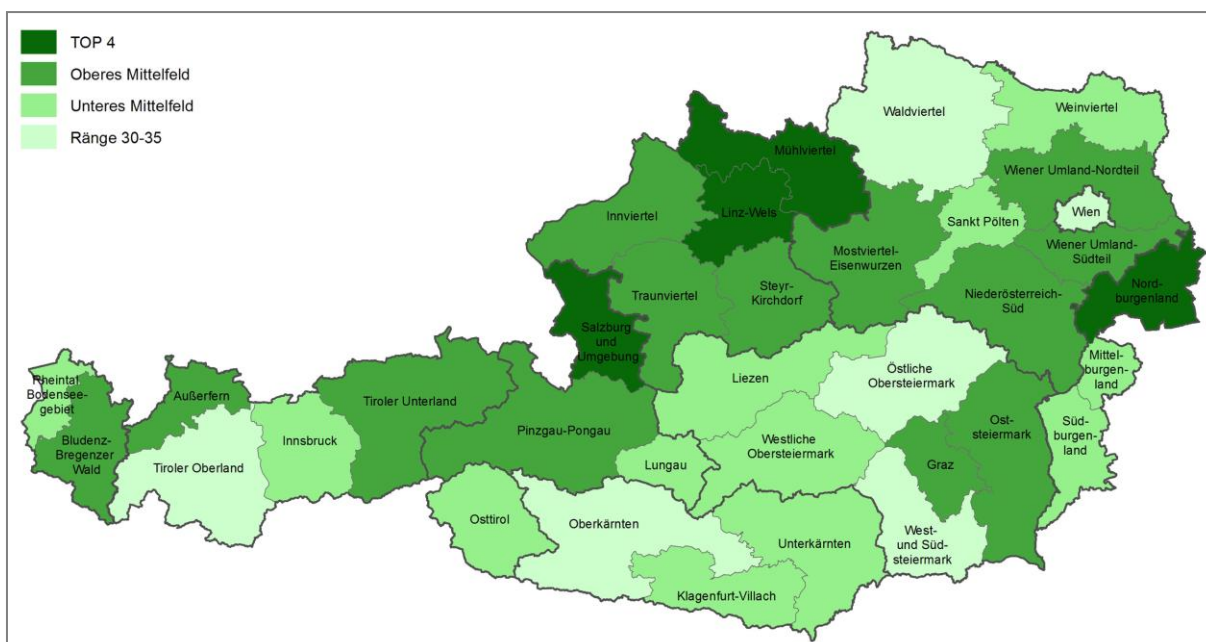 TOP 4
Oberes Mittelfeld
Unteres Mittelfeld
Ränge 30-35
Waldviertel
Weinviertel
Mühlviertel
Wiener Umland-Nordteil
Linz-Wels
Wien
Innviertel
Sankt Pölten
Mostviertel-
Eisenwurzen
Wiener Umland-
Südteil
Nord-
burgenland
Traunviertel
Steyr-
Kirchdorf
Niederösterreich-
Süd
Salzburg
und
Umgebung
Mittel-
burgen-
land
Rheintal
Bodensee-
gebiet
Außerfern
Tiroler Unterland
Liezen
Östliche
Obersteiermark
Bludenz-
Bregenzer
Wald
Innsbruck
Pinzgau-Pongau
Ost-
steiermark
Süd-
burgen-
land
Tiroler Oberland
Westliche
Obersteiermark
Lungau
Graz
Osttirol
Oberkärnten
Unterkärnten
West-
und Süd-
steiermark
Klagenfurt-Villach